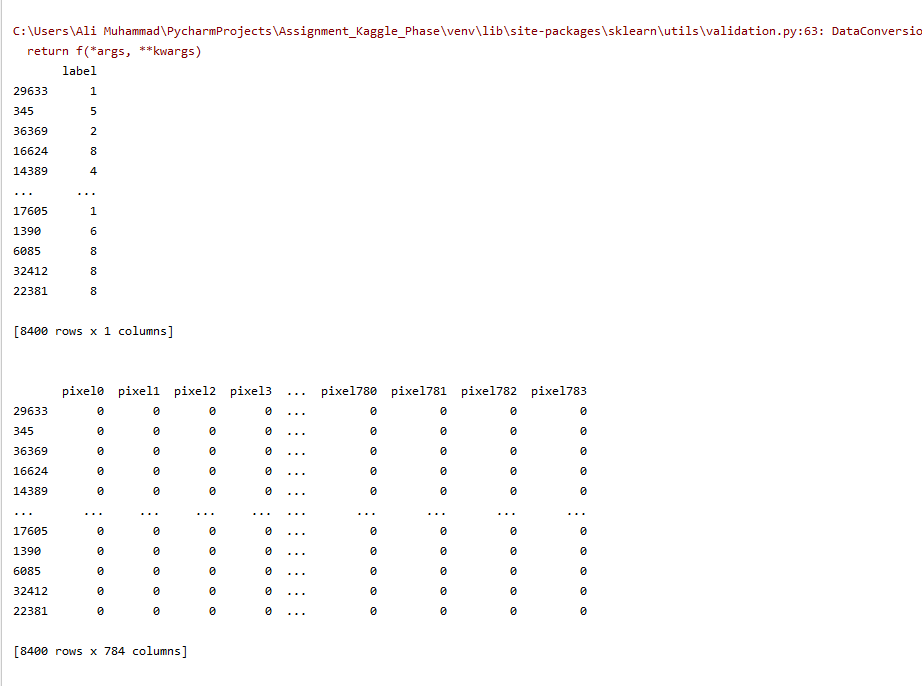 C:\Users\Ali Muhammad\PycharmProjects\Assignment_Kaggle_Phase\venv\lib\site-packages\sklearn\utils\validation.py:63: DataConversio
  return f(*args, **kwargs)
       label
29633      1
345        5
36369      2
16624      8
14389      4
...      ...
17605      1
1390       6
6085       8
32412      8
22381      8
[8400 rows x 1 columns]
       pixel0  pixel1  pixel2  pixel3  ...  pixel780  pixel781  pixel782  pixel783
29633       0       0       0       0  ...         0         0         0         0
345         0       0       0       0  ...         0         0         0         0
36369       0       0       0       0  ...         0         0         0         0
16624       0       0       0       0  ...         0         0         0         0
14389       0       0       0       0  ...         0         0         0         0
...       ...     ...     ...     ...  ...       ...       ...       ...       ...
17605       0       0       0       0  ...         0         0         0         0
1390        0       0       0       0  ...         0         0         0         0
6085        0       0       0       0  ...         0         0         0         0
32412       0       0       0       0  ...         0         0         0         0
22381       0       0       0       0  ...         0         0         0         0
[8400 rows x 784 columns]